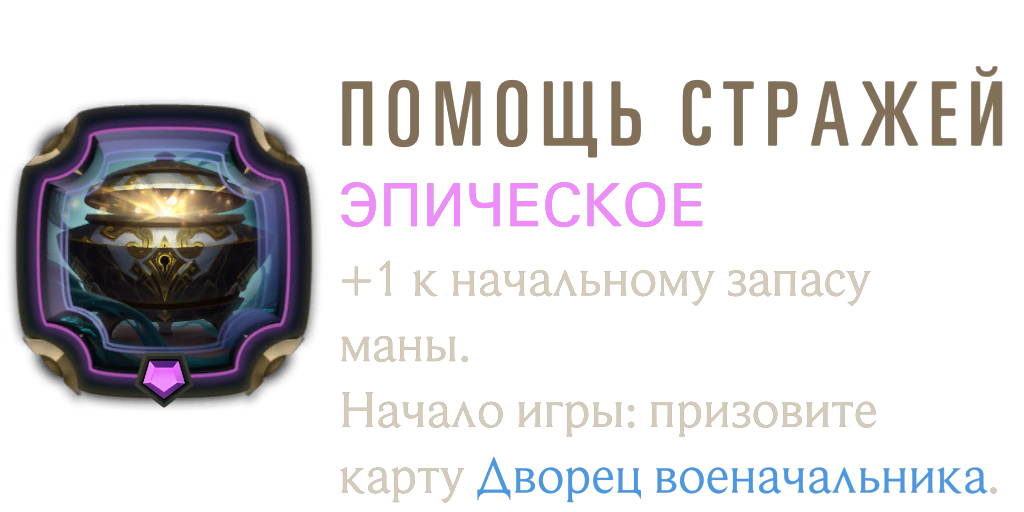 ПОМОЩЬ СТРАЖЕЙ
ЭПИЧЕСКОЕ
+1 к начальному запасу
маны.
Начало игры: призовите
карту Дворец военачальника.